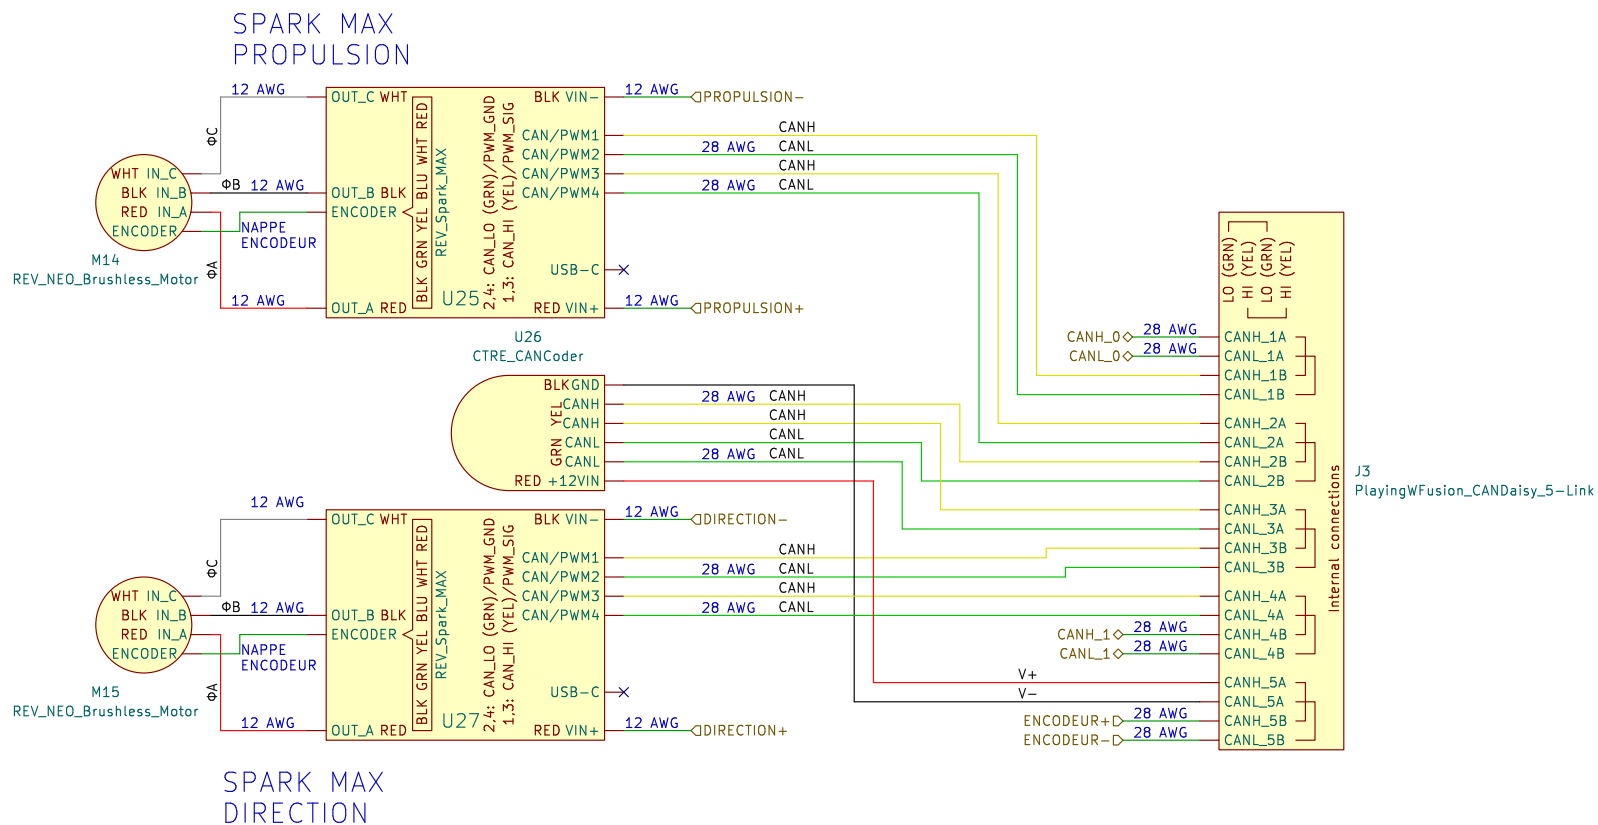 SPARK MAX
PROPULSION
12 AWG
ΦC
WHT IN_C
BLK IN_B
RED IN_A
ENCODER
M14
REV_NEO_Brushless_Motor
ΦB
12 AWG
NAPPE
ENCODEUR
ΦA
12 AWG
OUT_C WHT
OUT_B BLK
ENCODER
OUT_A RED
BLK GRN YEL BLU WHT RED
REV_Spark_MAX
U25
2,4: CAN_LO (GRN)/PWM_GND
1,3: CAN_HI (YEL)/PWM_SIG
BLK VIN-
CAN/PWM1
CAN/PWM2
CAN/PWM3
CAN/PWM4
USB-C
RED VIN+
12 AWG
PROPULSION-
CANH
28 AWG
CANL
CANH
28 AWG
CANL
12 AWG
PROPULSION+
U26
CTRE_CANCoder
BLK GND
YEL
CANH
CANH
GRN
CANL
CANL
RED +12VIN
28 AWG
CANH
CANH
CANL
28 AWG
CANL
12 AWG
ΦC
WHT IN_C
BLK IN_B
RED IN_A
ENCODER
M15
REV_NEO_Brushless_Motor
ΦB
12 AWG
NAPPE
ENCODEUR
ΦA
12 AWG
OUT_C WHT
OUT_B BLK
ENCODER
OUT_A RED
BLK GRN YEL BLU WHT RED
REV_Spark_MAX
U27
2,4: CAN_LO (GRN)/PWM_GND
1,3: CAN_HI (YEL)/PWM_SIG
BLK VIN-
CAN/PWM1
CAN/PWM2
CAN/PWM3
CAN/PWM4
USB-C
RED VIN+
12 AWG
DIRECTION-
CANH
28 AWG
CANL
CANH
28 AWG
CANL
12 AWG
DIRECTION+
SPARK MAX
DIRECTION
V+
V-
CANH_0
28 AWG
CANL_0
28 AWG
CANH_1
28 AWG
CANL_1
28 AWG
ENCODEUR+
28 AWG
ENCODEUR-
28 AWG
LO (GRN)
HI (YEL)
LO (GRN)
HI (YEL)
CANH_1A
CANL_1A
CANH_1B
CANL_1B
CANH_2A
CANL_2A
CANH_2B
CANL_2B
CANH_3A
CANL_3A
CANH_3B
CANL_3B
CANH_4A
CANL_4A
CANH_4B
CANL_4B
CANH_5A
CANL_5A
CANH_5B
CANL_5B
Internal connections
J3
PlayingWFusion_CANDaisy_5-Link